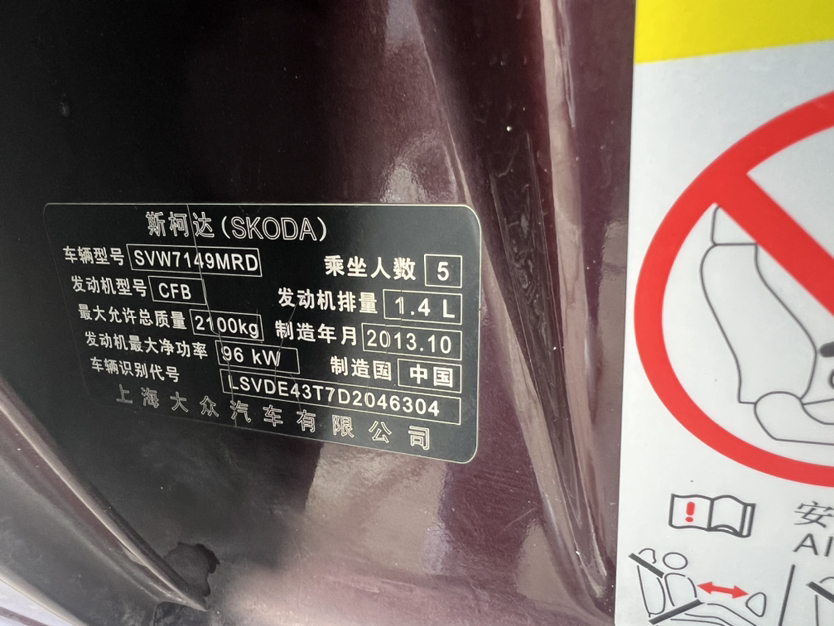 斯柯达(SKODA)
车辆型号 SVW7149MRD 乘坐人数 5
发动机型号 CFB 发动机排量 1.4 L
最大允许总质量 2100kg 制造年月 2013.10
发动机最大净功率 96 kW 制造国 中国
车辆识别代号 LSVDE43T7D2046304
上海大众汽车有限公司
安
AI